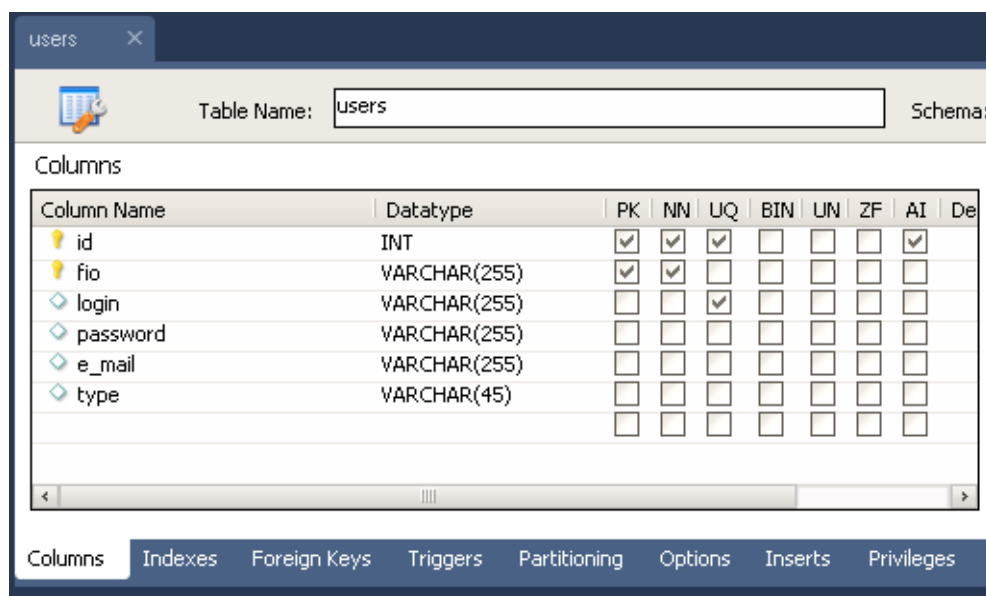 users
Table Name: users Schema:
Columns
Column Name Datatype PK NN UQ BIN UN ZF AI De
id INT
fio VARCHAR(255)
login VARCHAR(255)
password VARCHAR(255)
e_mail VARCHAR(255)
type VARCHAR(45)
Columns Indexes Foreign Keys Triggers Partitioning Options Inserts Privileges